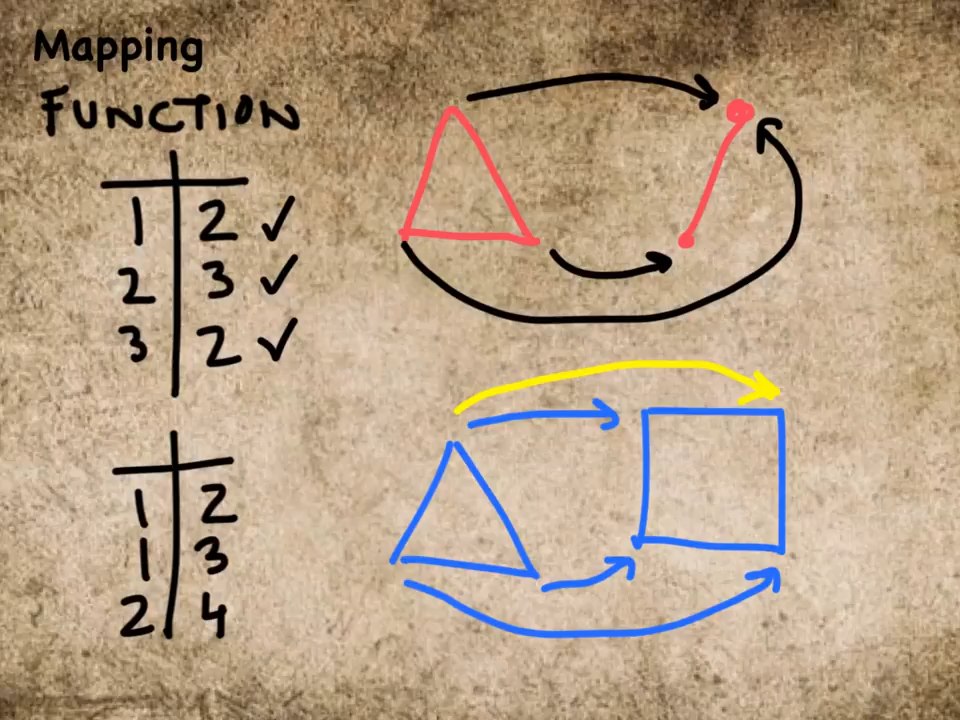 Mapping
FUNCTION
1 2 ✓
2 3 ✓
3 2 ✓
1 2
1 3
2 4